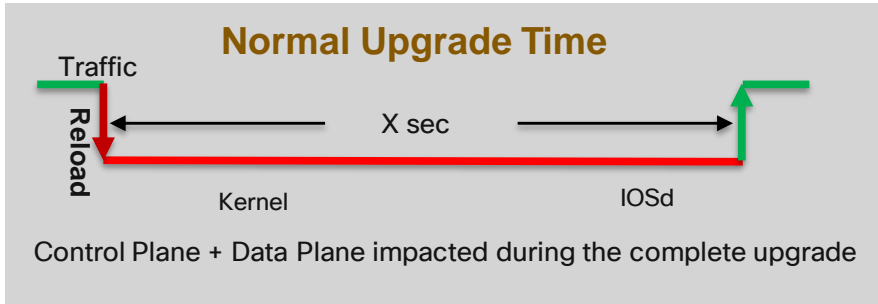 Normal Upgrade Time
Traffic
Reload
X sec
Kernel
IOSd
Control Plane + Data Plane impacted during the complete upgrade